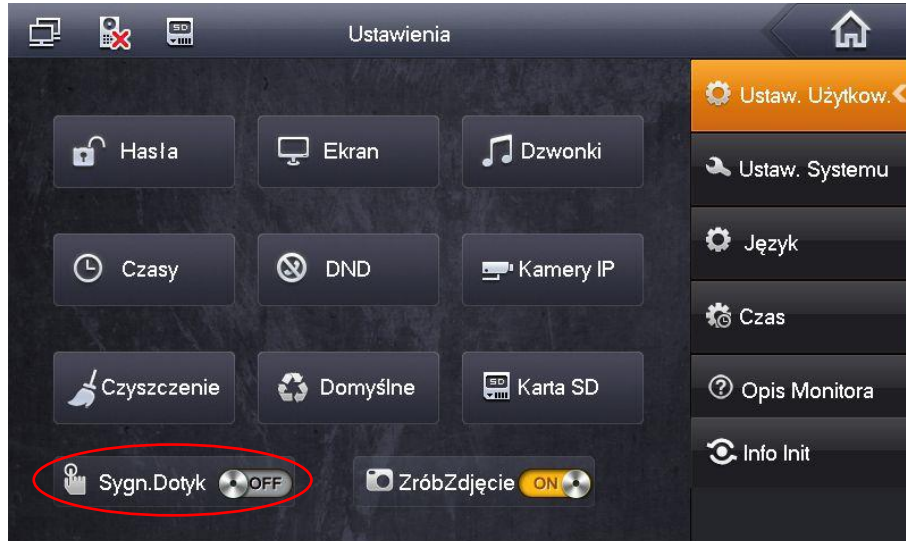 Ustawienia
Hasła
Ekran
Dzwonki
Czasy
DND
Kamery IP
Czyszczenie
Domyślne
SD
Karta SD
Sygn.Dotyk
OFF
ZróbZdjęcie
ON
Ustaw. Użytkow.
Ustaw. Systemu
Język
Czas
Opis Monitora
Info Init